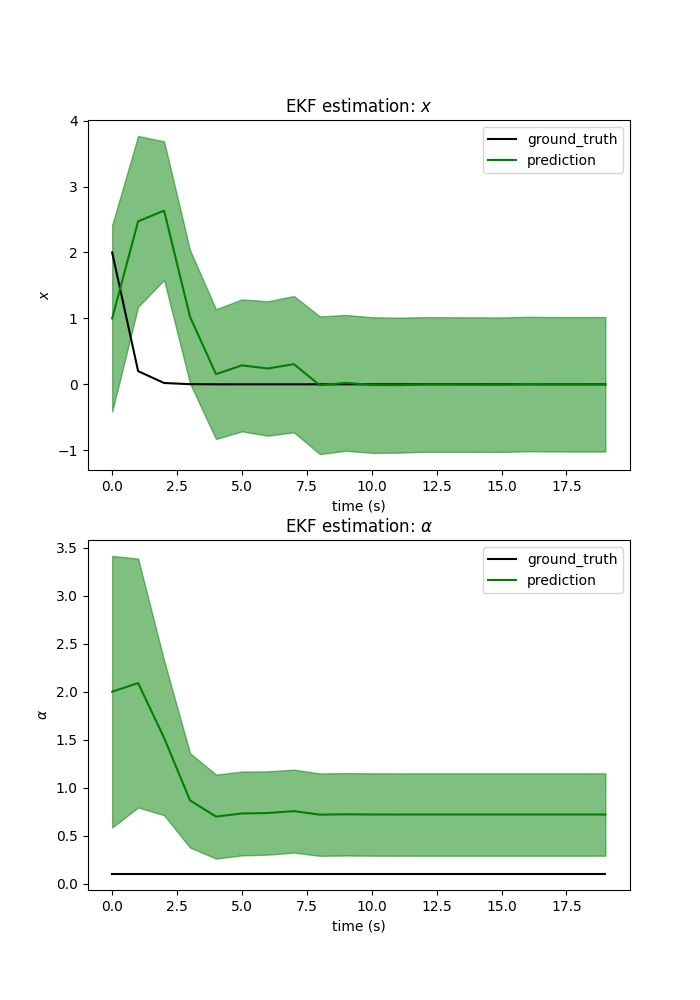 EKF estimation: x
4
3
2
1
0
−1
x
ground_truth
prediction
0.0 2.5 5.0 7.5 10.0 12.5 15.0 17.5
time (s)
EKF estimation: α
3.5
3.0
2.5
2.0
1.5
1.0
0.5
0.0
α
ground_truth
prediction
0.0 2.5 5.0 7.5 10.0 12.5 15.0 17.5
time (s)